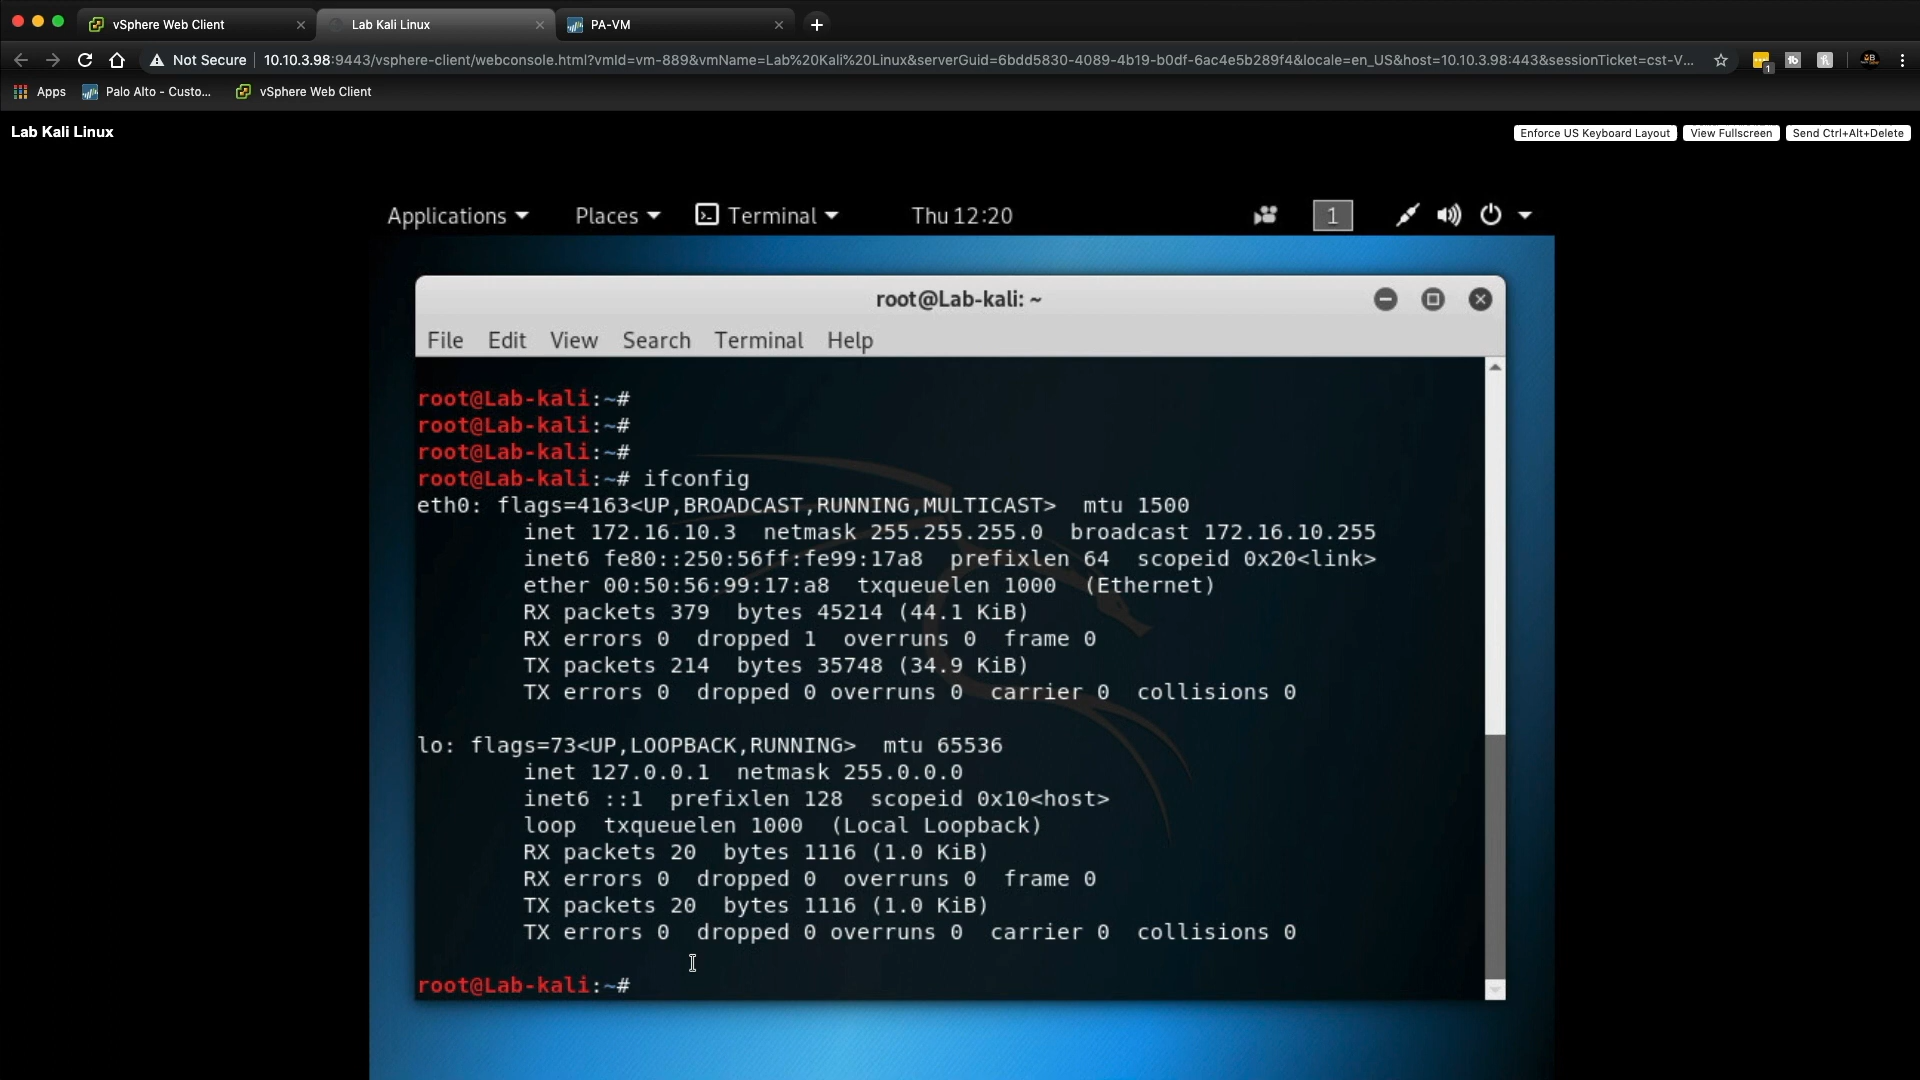 vSphere Web Client
Lab Kali Linux
PA-VM
Not Secure
10.10.3.98:9443/vsphere-client/webconsole.html?vmId=vm-889&vmName=Lab%20Kali%20Linux&serverGuid=6bdd5830-4089-4b19-b0df-6ac4e5b289f4&locale=en_US&host=10.10.3.98:443&sessionTicket=cst-V...
1
Apps
Palo Alto - Custo...
vSphere Web Client
Lab Kali Linux
Enforce US Keyboard Layout
View Fullscreen
Send Ctrl+Alt+Delete
Applications
Places
Terminal
Thu 12:20
1
root@Lab-kali: ~
File Edit View Search Terminal Help
root@Lab-kali:~#
root@Lab-kali:~#
root@Lab-kali:~#
root@Lab-kali:~# ifconfig
eth0: flags=4163<UP,BROADCAST,RUNNING,MULTICAST>  mtu 1500
inet 172.16.10.3  netmask 255.255.255.0  broadcast 172.16.10.255
inet6 fe80::250:56ff:fe99:17a8  prefixlen 64  scopeid 0x20<link>
ether 00:50:56:99:17:a8  txqueuelen 1000  (Ethernet)
RX packets 379  bytes 45214 (44.1 KiB)
RX errors 0  dropped 1  overruns 0  frame 0
TX packets 214  bytes 35748 (34.9 KiB)
TX errors 0  dropped 0 overruns 0  carrier 0  collisions 0
lo: flags=73<UP,LOOPBACK,RUNNING>  mtu 65536
inet 127.0.0.1  netmask 255.0.0.0
inet6 ::1  prefixlen 128  scopeid 0x10<host>
loop  txqueuelen 1000  (Local Loopback)
RX packets 20  bytes 1116 (1.0 KiB)
RX errors 0  dropped 0  overruns 0  frame 0
TX packets 20  bytes 1116 (1.0 KiB)
TX errors 0  dropped 0 overruns 0  carrier 0  collisions 0
root@Lab-kali:~#